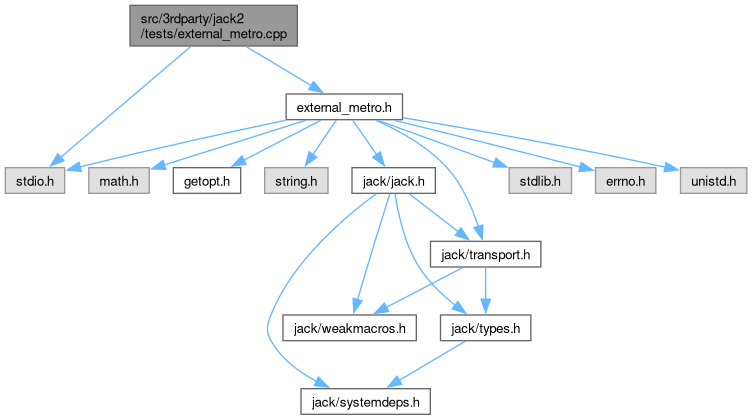 src/3rdparty/jack2
/tests/external_metro.cpp
external_metro.h
stdio.h
math.h
getopt.h
string.h
jack/jack.h
stdlib.h
errno.h
unistd.h
jack/transport.h
jack/weakmacros.h
jack/types.h
jack/systemdeps.h